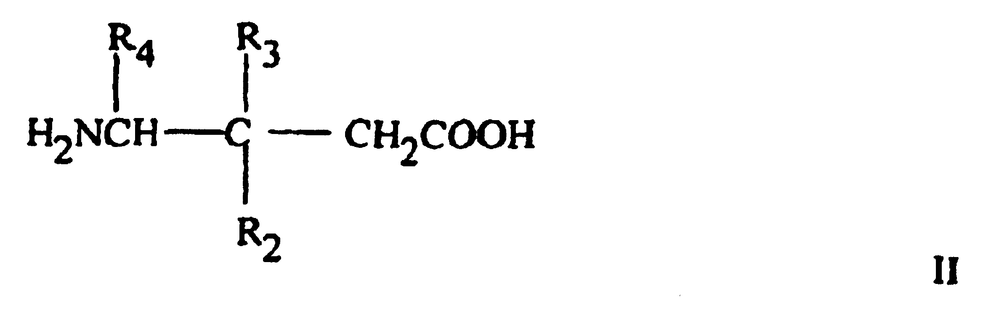 R4 R3
H2NCH C CH2COOH
R2
II